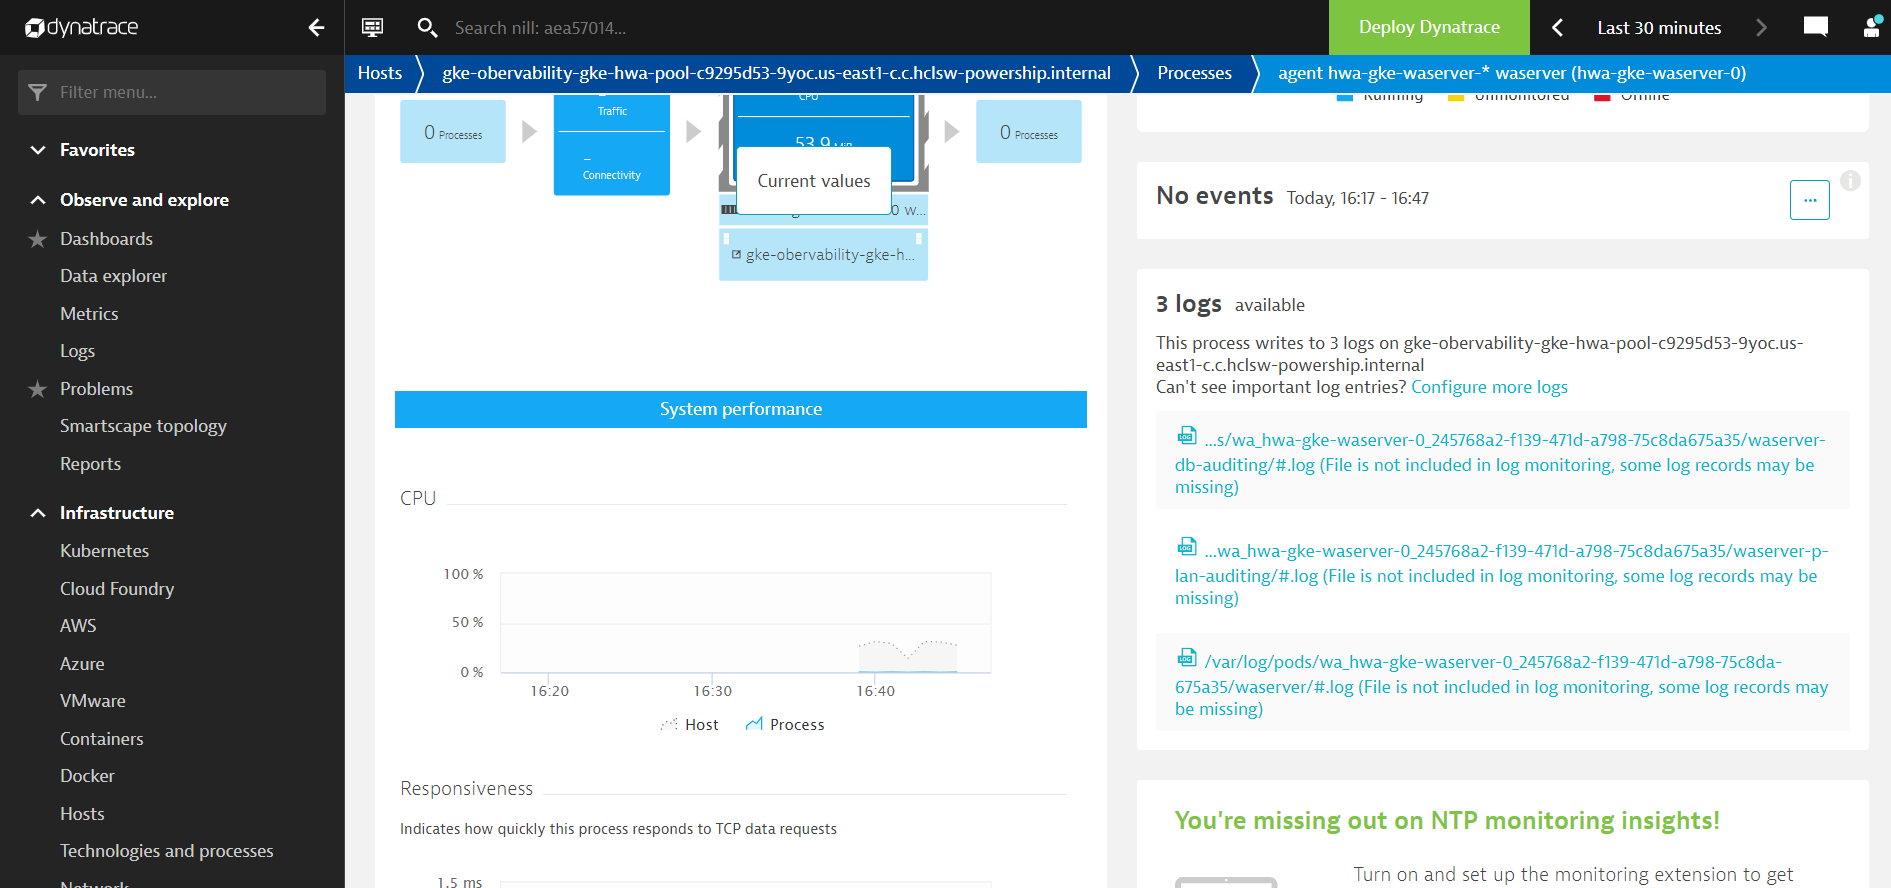 dynatrace
Search nill: aea57014...
Deploy Dynatrace
Last 30 minutes
Filter menu...
Favorites
Observe and explore
Dashboards
Data explorer
Metrics
Logs
Problems
Smartscape topology
Reports
Infrastructure
Kubernetes
Cloud Foundry
AWS
Azure
VMware
Containers
Docker
Hosts
Technologies and processes
Network
Hosts
gke-obervability-gke-hwa-pool-c9295d53-9yoc.us-east1-c.c.hclsw-powership.internal
Processes
agent hwa-gke-waserver-* waserver (hwa-gke-waserver-0)
0 Processes
Traffic
–
Connectivity
CPU
53.9 MiB
Current values
0 w...
gke-obervability-gke-h...
0 Processes
System performance
CPU
100 %
50 %
0 %
16:20
16:30
16:40
Host
Process
Responsiveness
Indicates how quickly this process responds to TCP data requests
1.5 ms
Running
Unmonitored
Offline
No events Today, 16:17 - 16:47
...
3 logs available
This process writes to 3 logs on gke-obervability-gke-hwa-pool-c9295d53-9yoc.us-
east1-c.c.hclsw-powership.internal
Can't see important log entries? Configure more logs
LOG ...s/wa_hwa-gke-waserver-0_245768a2-f139-471d-a798-75c8da675a35/waserver-
db-auditing/#.log (File is not included in log monitoring, some log records may be
missing)
LOG ...wa_hwa-gke-waserver-0_245768a2-f139-471d-a798-75c8da675a35/waserver-p-
lan-auditing/#.log (File is not included in log monitoring, some log records may be
missing)
LOG /var/log/pods/wa_hwa-gke-waserver-0_245768a2-f139-471d-a798-75c8da-
675a35/waserver/#.log (File is not included in log monitoring, some log records may
be missing)
You're missing out on NTP monitoring insights!
Turn on and set up the monitoring extension to get